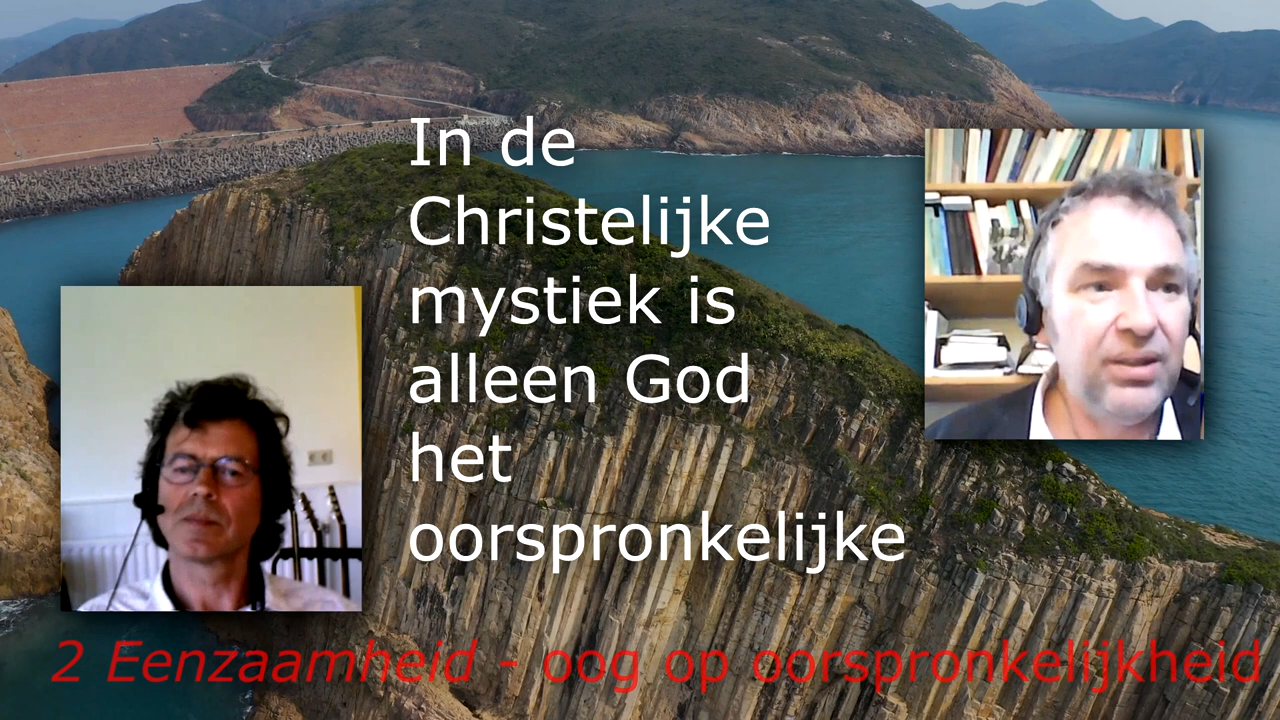 In de
Christelijke
mystiek is
alleen God
het
oorspronkelijke
2 Eenzaamheid - oog op oorspronkelijkheid